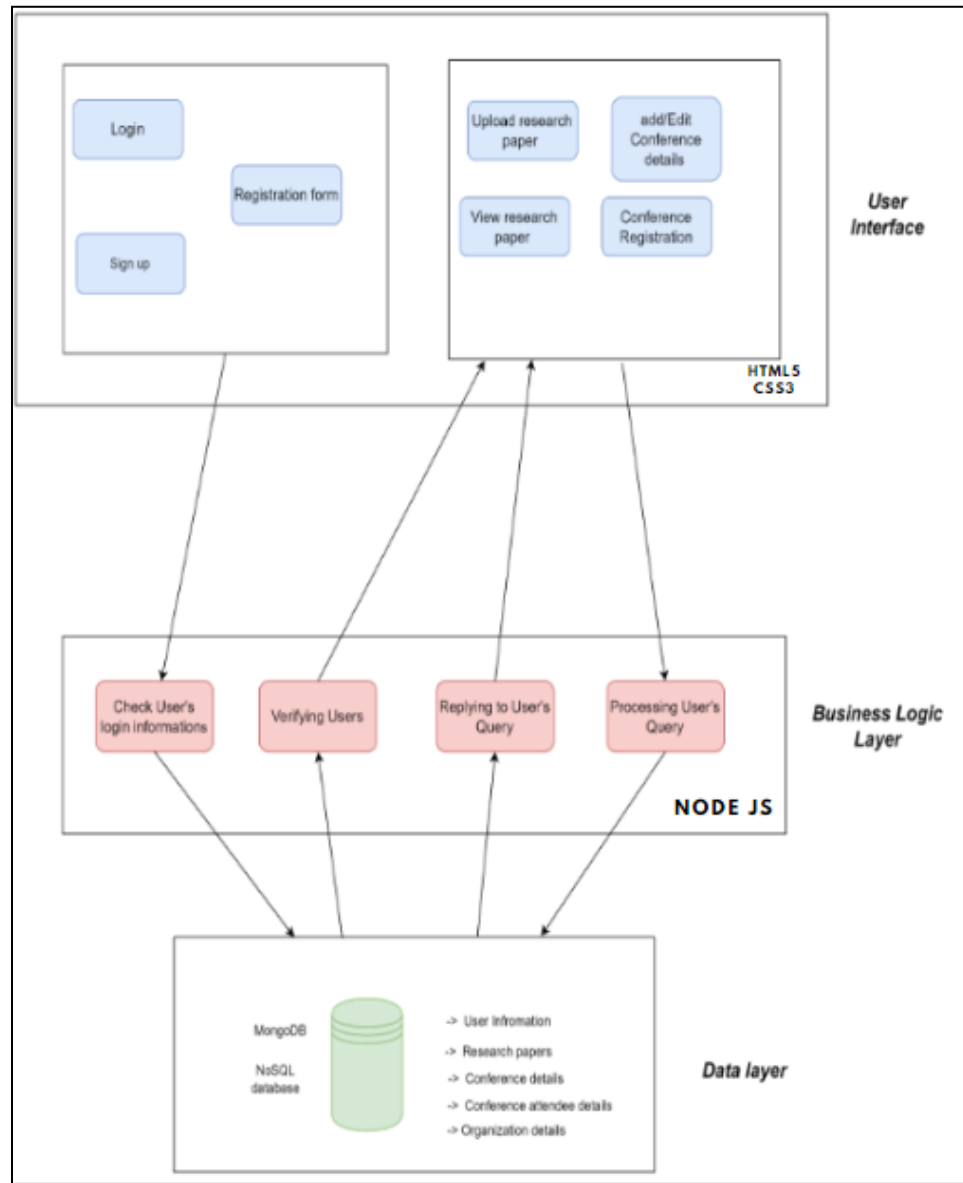 Login
Registration form
Sign up
Upload research
paper
add/Edit
Conference
details
View research
paper
Conference
Registration
HTML5
CSS3
User
Interface
Check User's
login informations
Verifying Users
Replying to User's
Query
Processing User's
Query
NODE JS
Business Logic
Layer
MongoDB
NoSQL
database
-> User Infromation
-> Research papers
-> Conference details
-> Conference attendee details
-> Organization details
Data layer